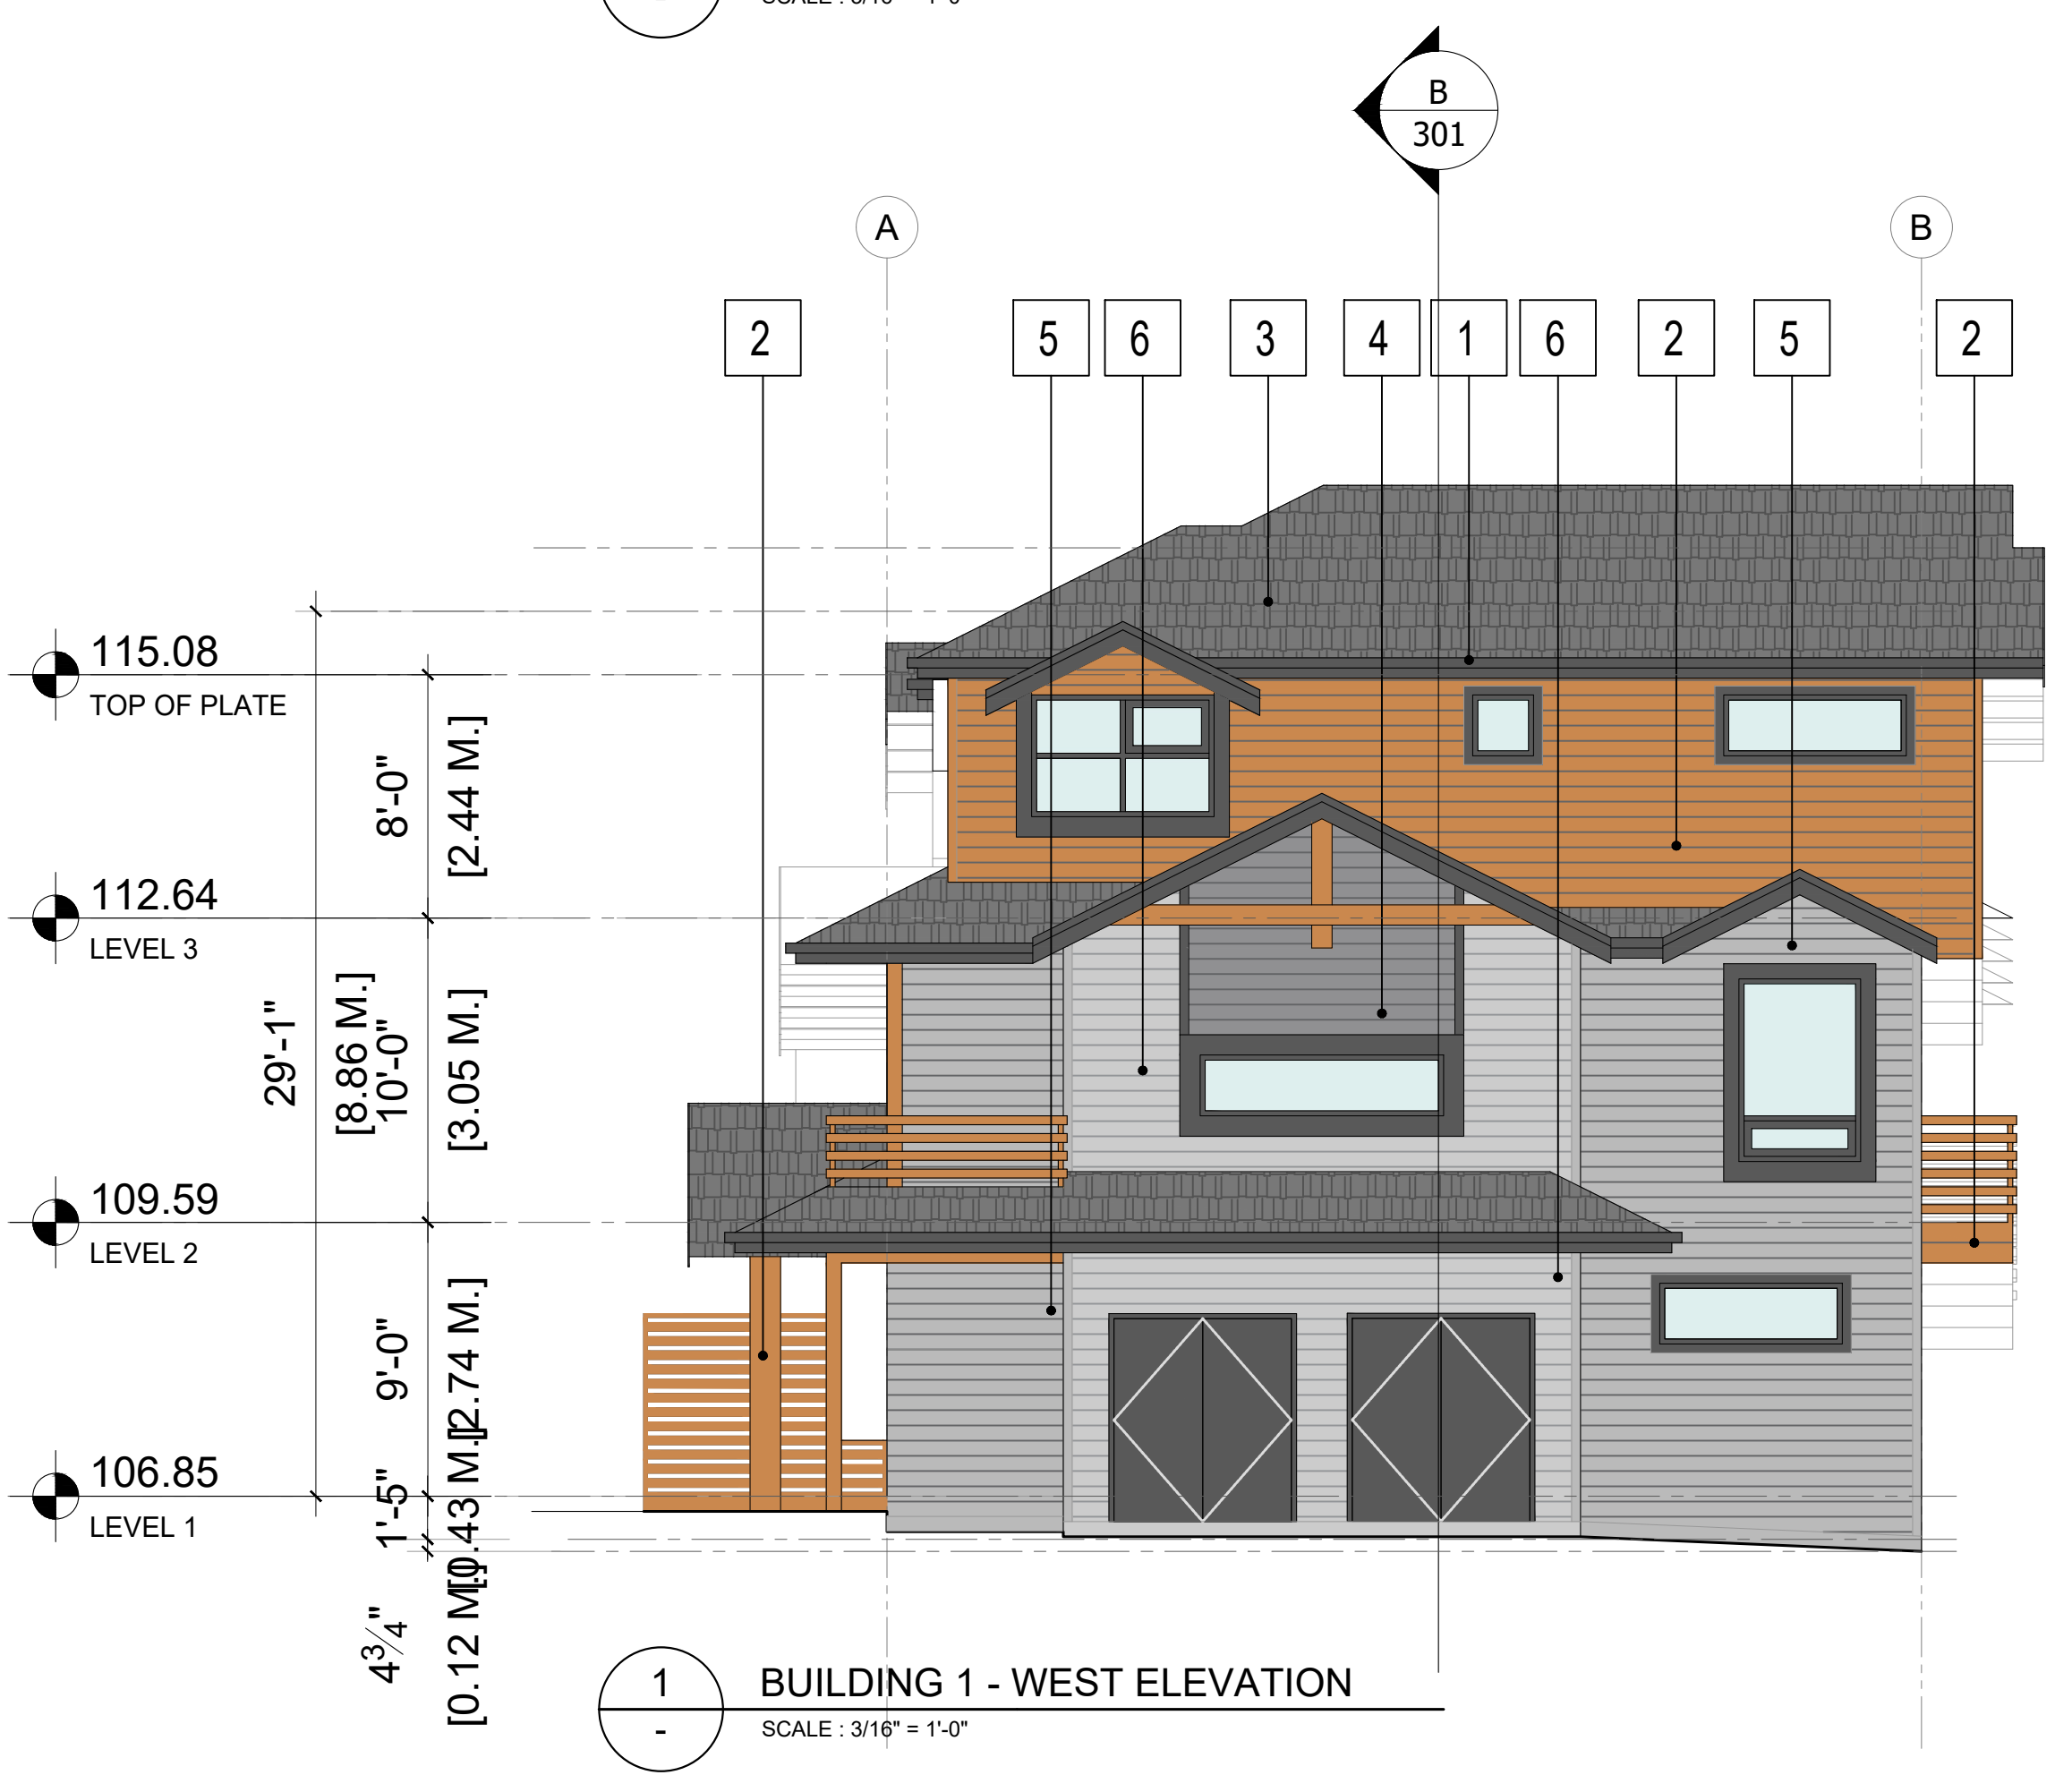 B
301
A
B
2
5
6
3
4
1
6
2
5
2
115.08
TOP OF PLATE
8'-0"
[2.44 M.]
112.64
LEVEL 3
29'-1"
[8.86 M.]
10'-0"
[3.05 M.]
109.59
LEVEL 2
9'-0"
[2.74 M.]
106.85
LEVEL 1
1'-5"
[0.43 M.]
4 3/4"
[0.12 M.]
1
-
BUILDING 1 - WEST ELEVATION
SCALE : 3/16" = 1'-0"